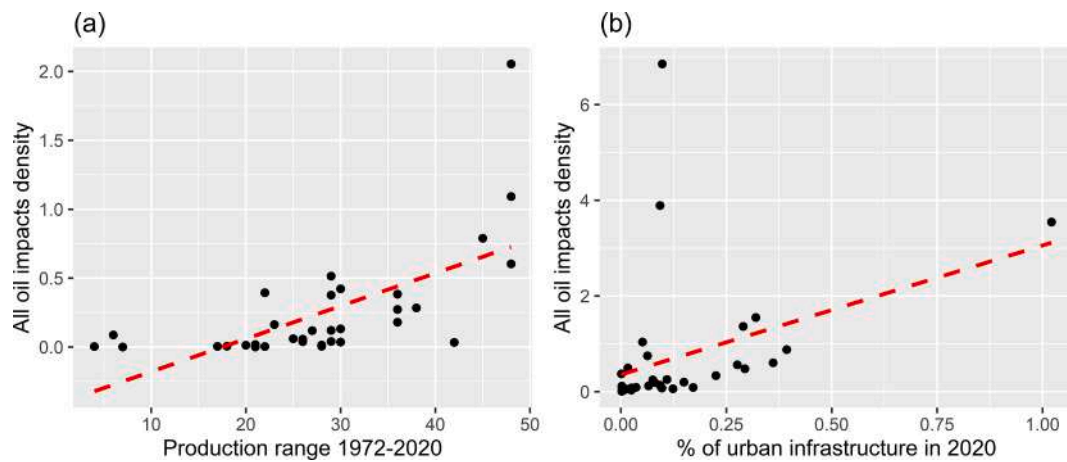 (a)
All oil impacts density
2.0
1.5
1.0
0.5
0.0
10 20 30 40 50
Production range 1972-2020
(b)
All oil impacts density
6
4
2
0
0.00 0.25 0.50 0.75 1.00
% of urban infrastructure in 2020